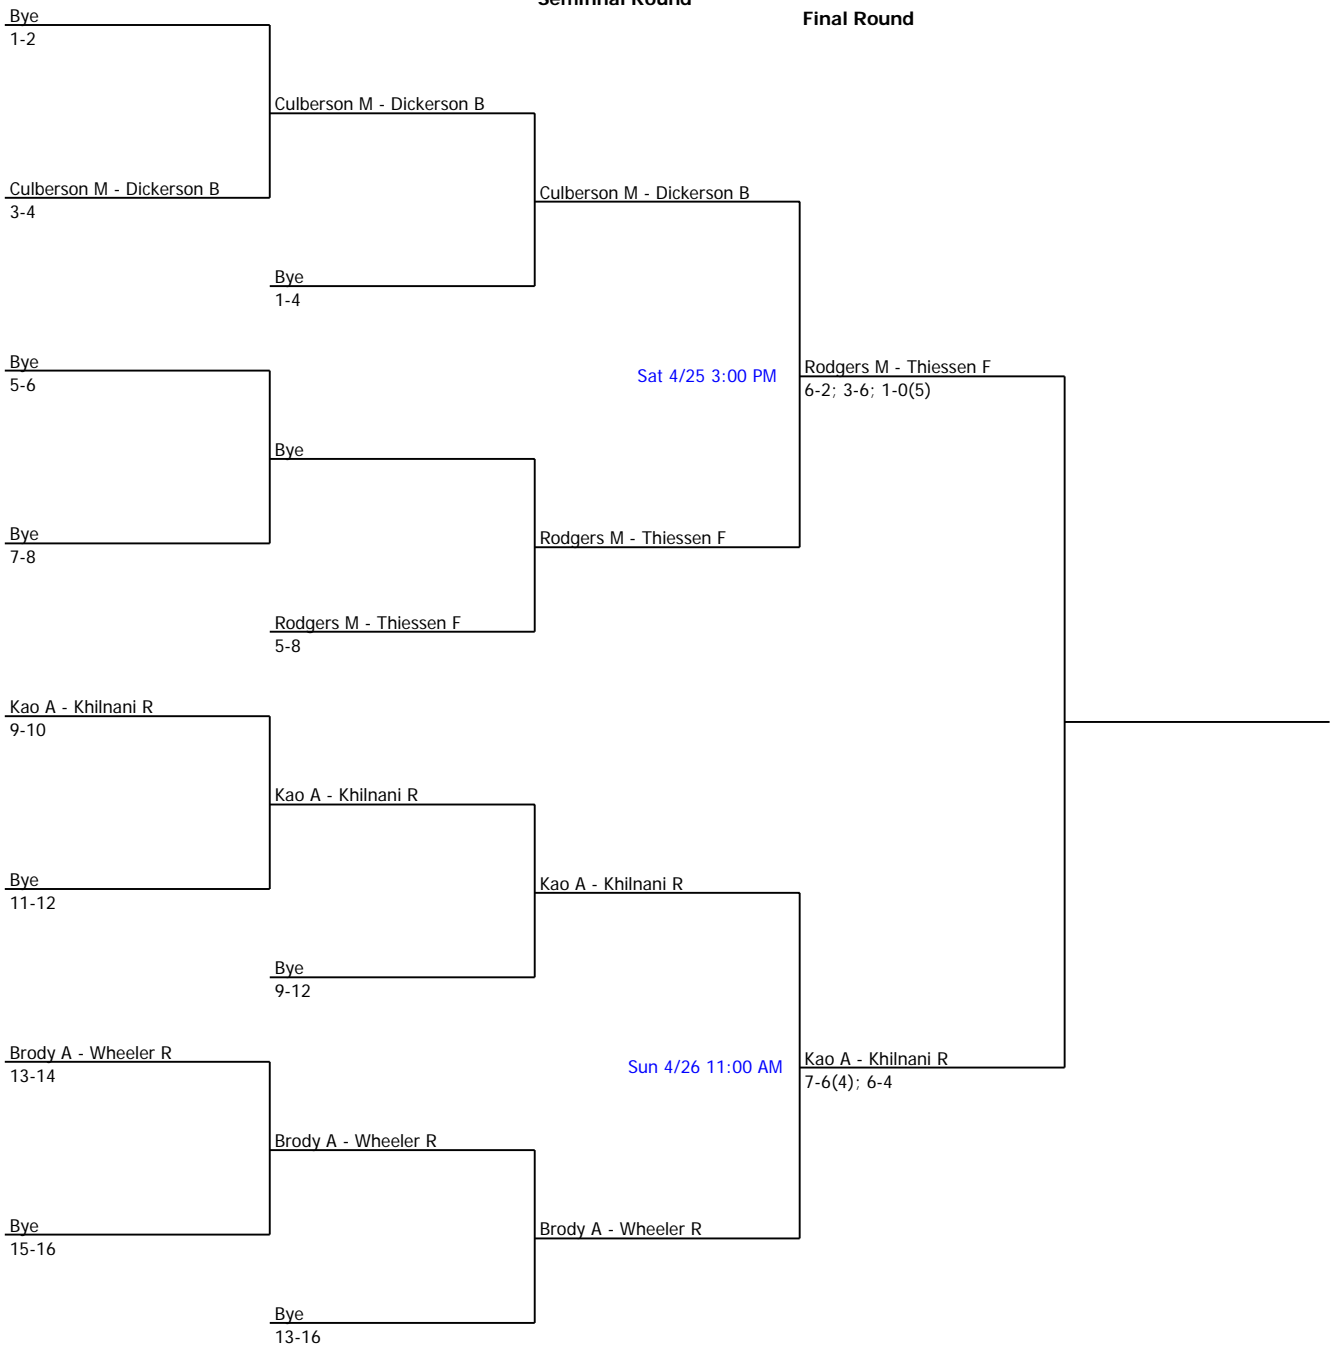 Semifinal Round
Final Round
Bye
1-2
Culberson M - Dickerson B
Culberson M - Dickerson B
3-4
Culberson M - Dickerson B
Bye
1-4
Bye
5-6
Sat 4/25 3:00 PM
Rodgers M - Thiessen F
6-2; 3-6; 1-0(5)
Bye
Bye
7-8
Rodgers M - Thiessen F
Rodgers M - Thiessen F
5-8
Kao A - Khilnani R
9-10
Kao A - Khilnani R
Bye
11-12
Kao A - Khilnani R
Bye
9-12
Brody A - Wheeler R
13-14
Sun 4/26 11:00 AM
Kao A - Khilnani R
7-6(4); 6-4
Brody A - Wheeler R
Bye
15-16
Brody A - Wheeler R
Bye
13-16